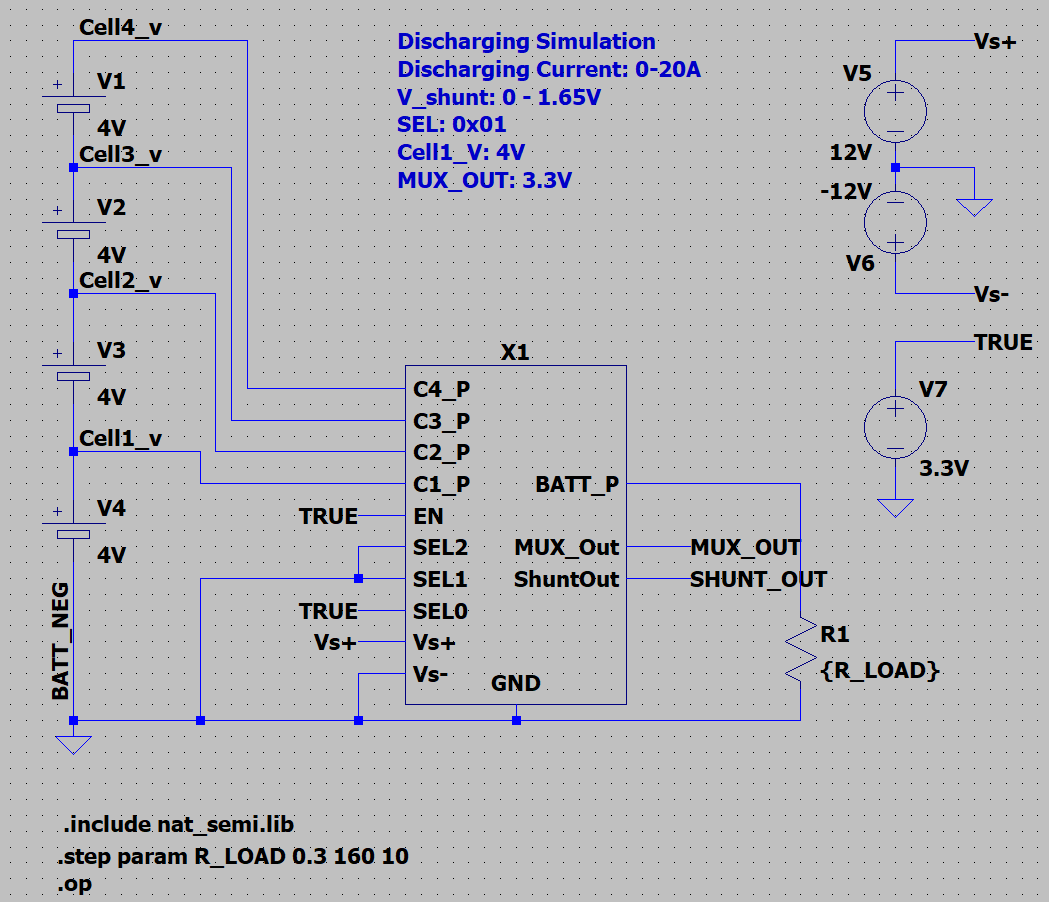 Cell4_v
Discharging Simulation
Vs+
Discharging Current: 0-20A
V5
V1
V_shunt: 0 - 1.65V
4V
SEL: 0x01
Cell3_v
Cell1_V: 4V
12V
MUX_OUT: 3.3V
-12V
V2
4V
V6
Cell2_v
Vs-
TRUE
V3
X1
4V
C4_P
V7
C3_P
Cell1_v
C2_P
3.3V
C1_P
BATT_P
V4
TRUE
EN
4V
SEL2
MUX_Out
MUX_OUT
SEL1
ShuntOut
SHUNT_OUT
TRUE
SEL0
BATT_NEG
Vs+
Vs+
R1
Vs-
GND
{R_LOAD}
.include nat_semi.lib
.step param R_LOAD 0.3 160 10
.op